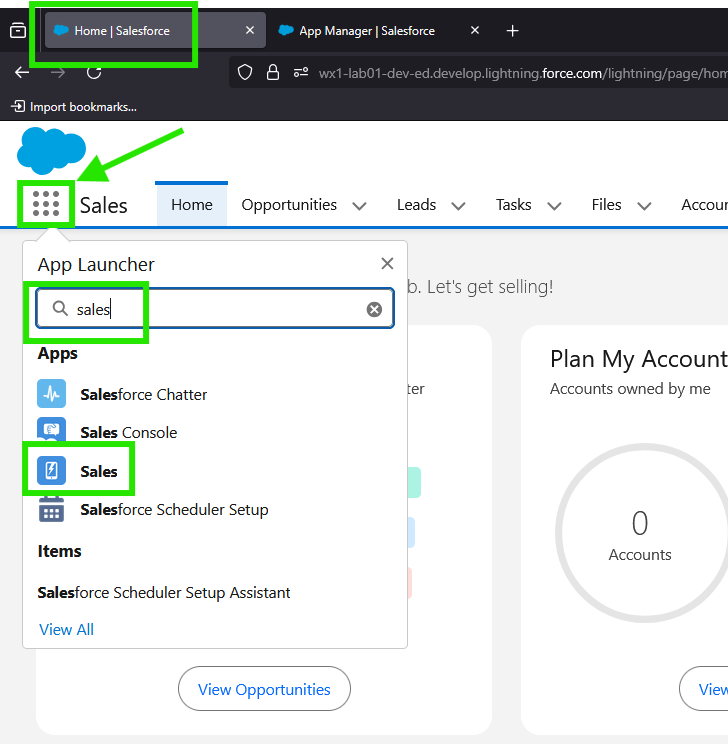 Home | Salesforce
App Manager | Salesforce
wx1-lab01-dev-ed.develop.lightning.force.com/lightning/page/hom
Import bookmarks...
Sales
Home
Opportunities
Leads
Tasks
Files
Accou
App Launcher
b. Let's get selling!
sales
Apps
Salesforce Chatter
Sales Console
Sales
Salesforce Scheduler Setup
Items
Salesforce Scheduler Setup Assistant
View All
ter
View Opportunities
Plan My Account
Accounts owned by me
0
Accounts
View